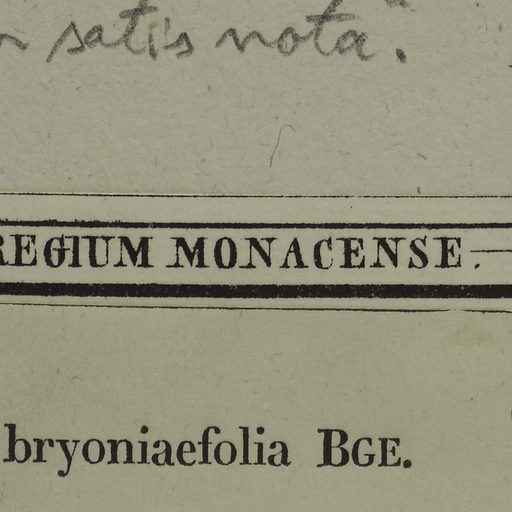 satis nota."
REGIUM MONACENSE.
bryoniaefolia BGE.